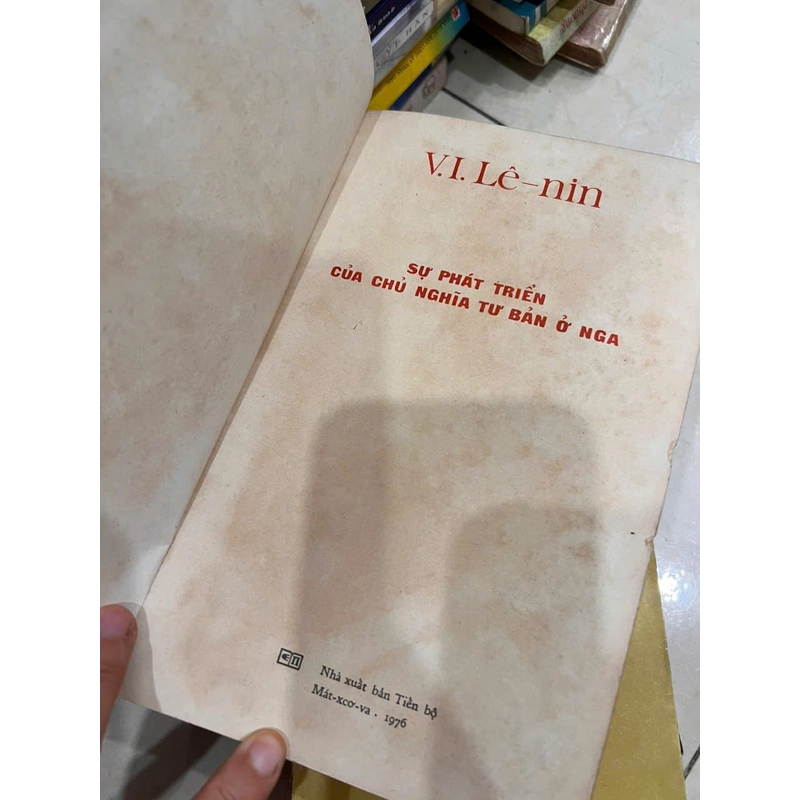 V.I. Lê-nin
SỰ PHÁT TRIỂN
CỦA CHỦ NGHĨA TƯ BẢN Ở NGA
Nhà xuất bản Tiến bộ
Mát-xcơ-va . 1976